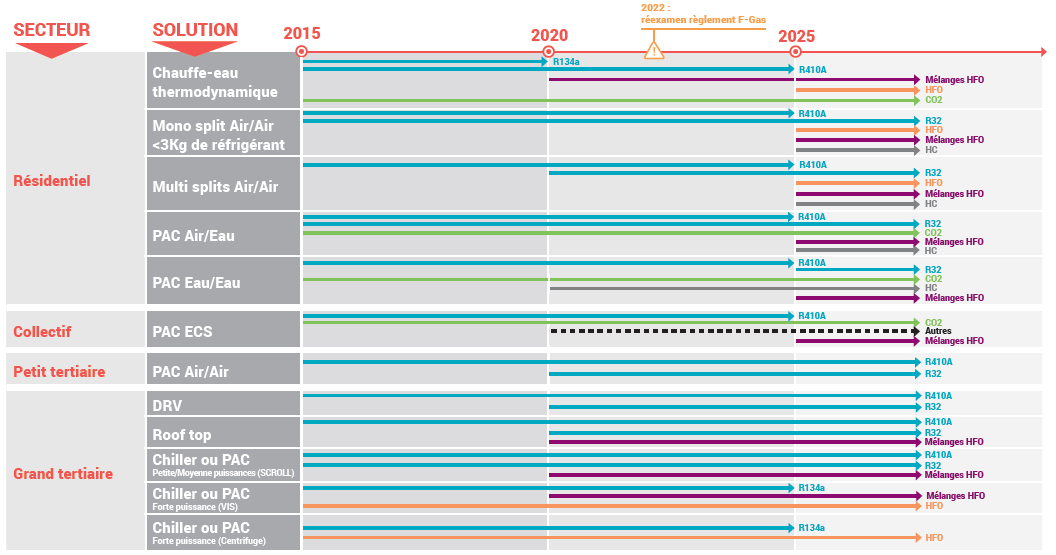 2022 :
réexamen règlement F-Gas
SECTEUR
SOLUTION
2015
2020
2025
!
Résidentiel
Chauffe-eau
thermodynamique
R134a
R410A
Mélanges HFO
HFO
CO2
Mono split Air/Air
<3Kg de réfrigérant
R410A
R32
HFO
Mélanges HFO
HC
Multi splits Air/Air
R410A
R32
HFO
Mélanges HFO
HC
PAC Air/Eau
R410A
R32
CO2
Mélanges HFO
HC
PAC Eau/Eau
R410A
R32
CO2
HC
Mélanges HFO
Collectif
PAC ECS
R410A
CO2
Autres
Mélanges HFO
Petit tertiaire
PAC Air/Air
R410A
R32
Grand tertiaire
DRV
R410A
R32
Roof top
R410A
R32
Mélanges HFO
Chiller ou PAC
Petite/Moyenne puissances (SCROLL)
R410A
R32
Mélanges HFO
Chiller ou PAC
Forte puissance (VIS)
R134a
Mélanges HFO
HFO
Chiller ou PAC
Forte puissance (Centrifuge)
R134a
HFO